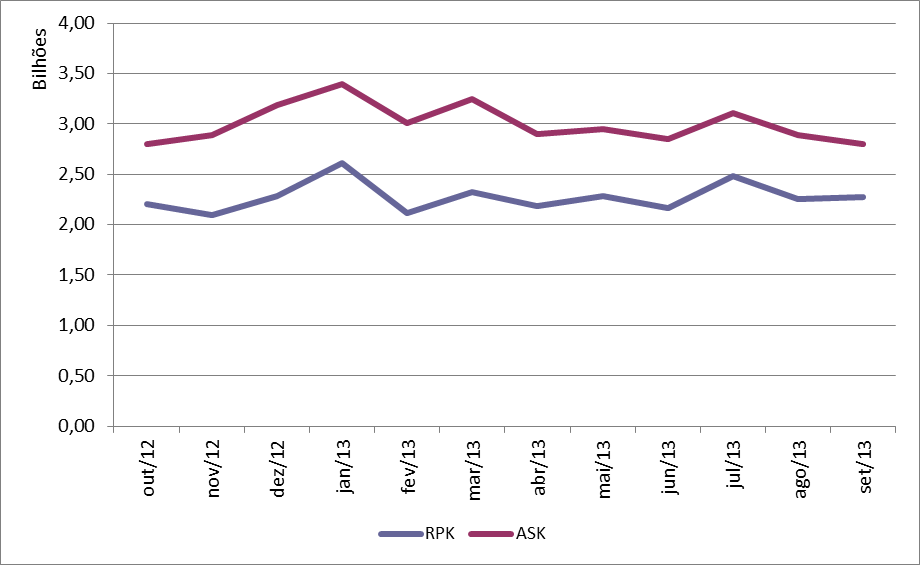 Bilhões
4,00
3,50
3,00
2,50
2,00
1,50
1,00
0,50
0,00
out/12
nov/12
dez/12
jan/13
fev/13
mar/13
abr/13
mai/13
jun/13
jul/13
ago/13
set/13
RPK ASK